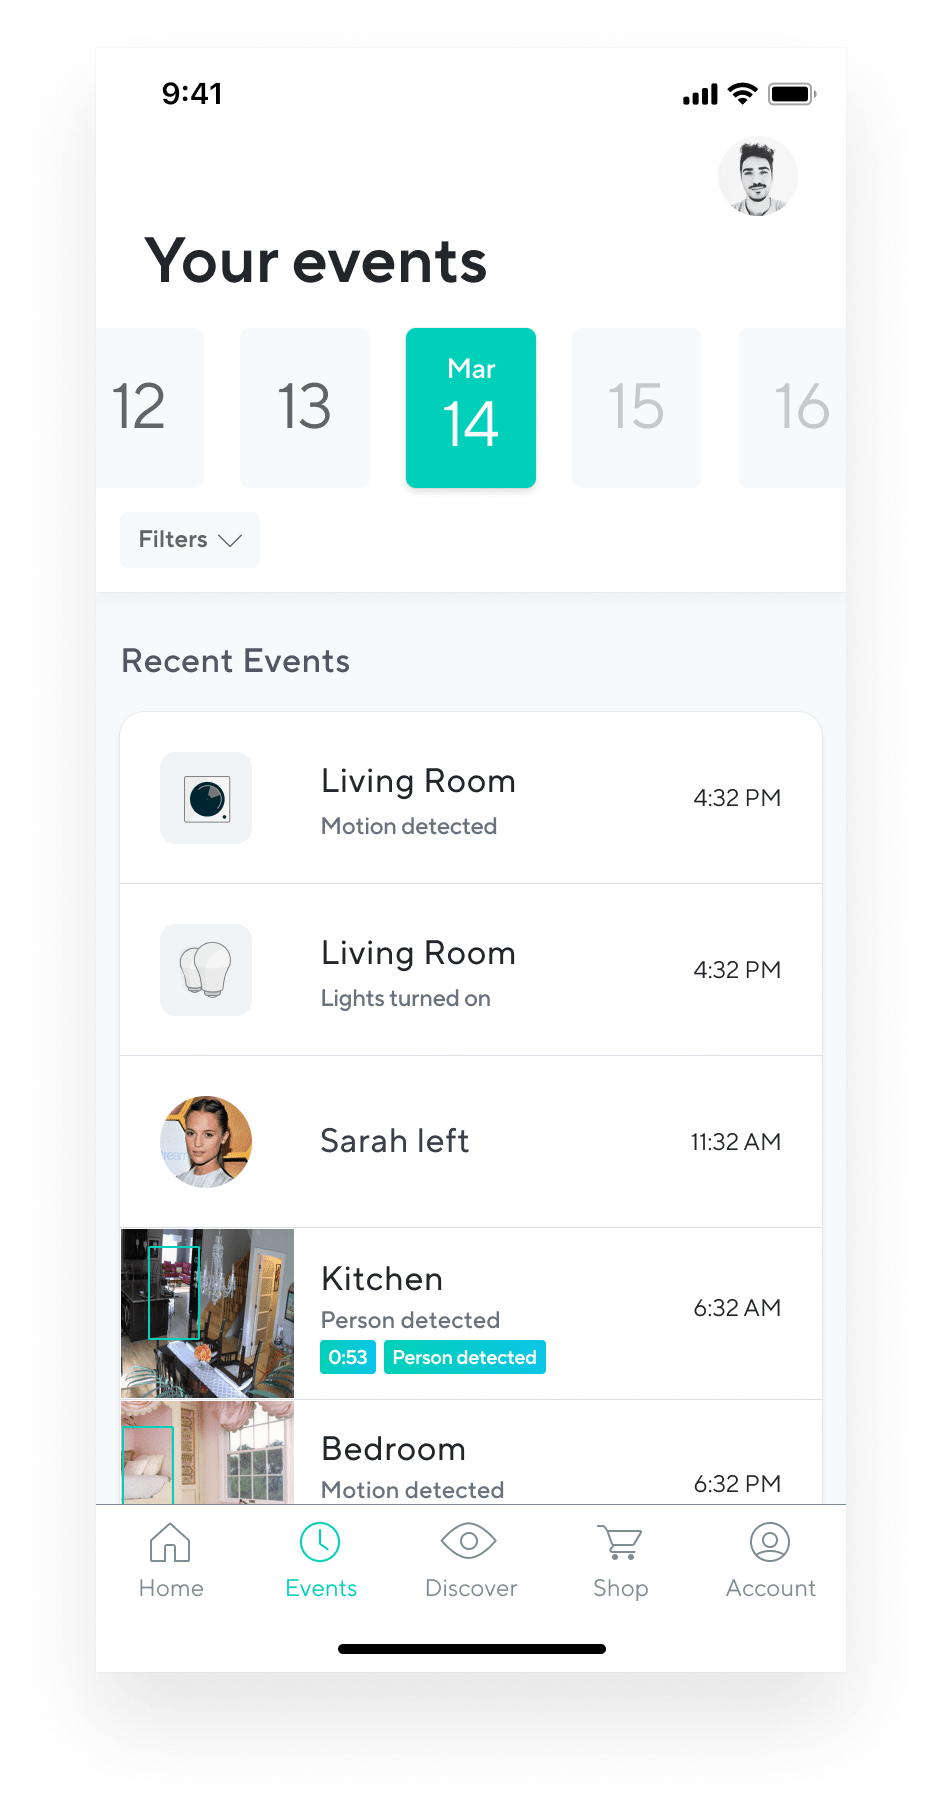 9:41
Your events
12
13
Mar
14
15
16
Filters
Recent Events
Living Room
Motion detected
4:32 PM
Living Room
Lights turned on
4:32 PM
Sarah left
11:32 AM
Kitchen
Person detected
0:53 Person detected
6:32 AM
Bedroom
Motion detected
6:32 PM
Home
Events
Discover
Shop
Account